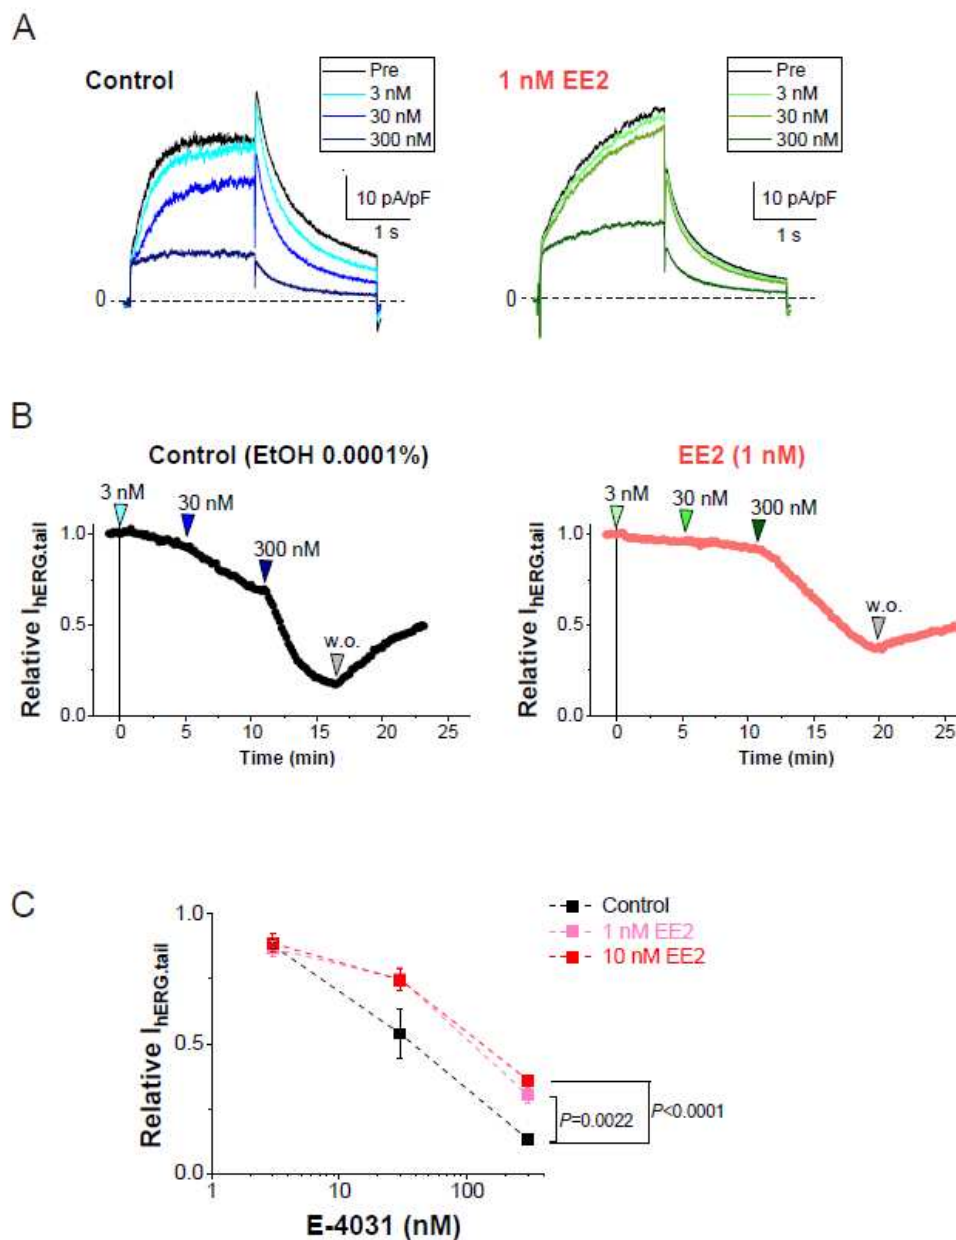 A
Control
Pre
3 nM
30 nM
300 nM
10 pA/pF
1 s
0
1 nM EE2
Pre
3 nM
30 nM
300 nM
10 pA/pF
1 s
0
B
Control (EtOH 0.0001%)
3 nM
30 nM
300 nM
w.o.
Relative IhERG.tail
1.0
0.5
0.0
0 5 10 15 20 25
Time (min)
EE2 (1 nM)
3 nM
30 nM
300 nM
w.o.
Relative IhERG.tail
1.0
0.5
0.0
0 5 10 15 20 25
Time (min)
C
Control
1 nM EE2
10 nM EE2
Relative IhERG.tail
1.0
0.5
0.0
P=0.0022
P<0.0001
1 10 100
E-4031 (nM)